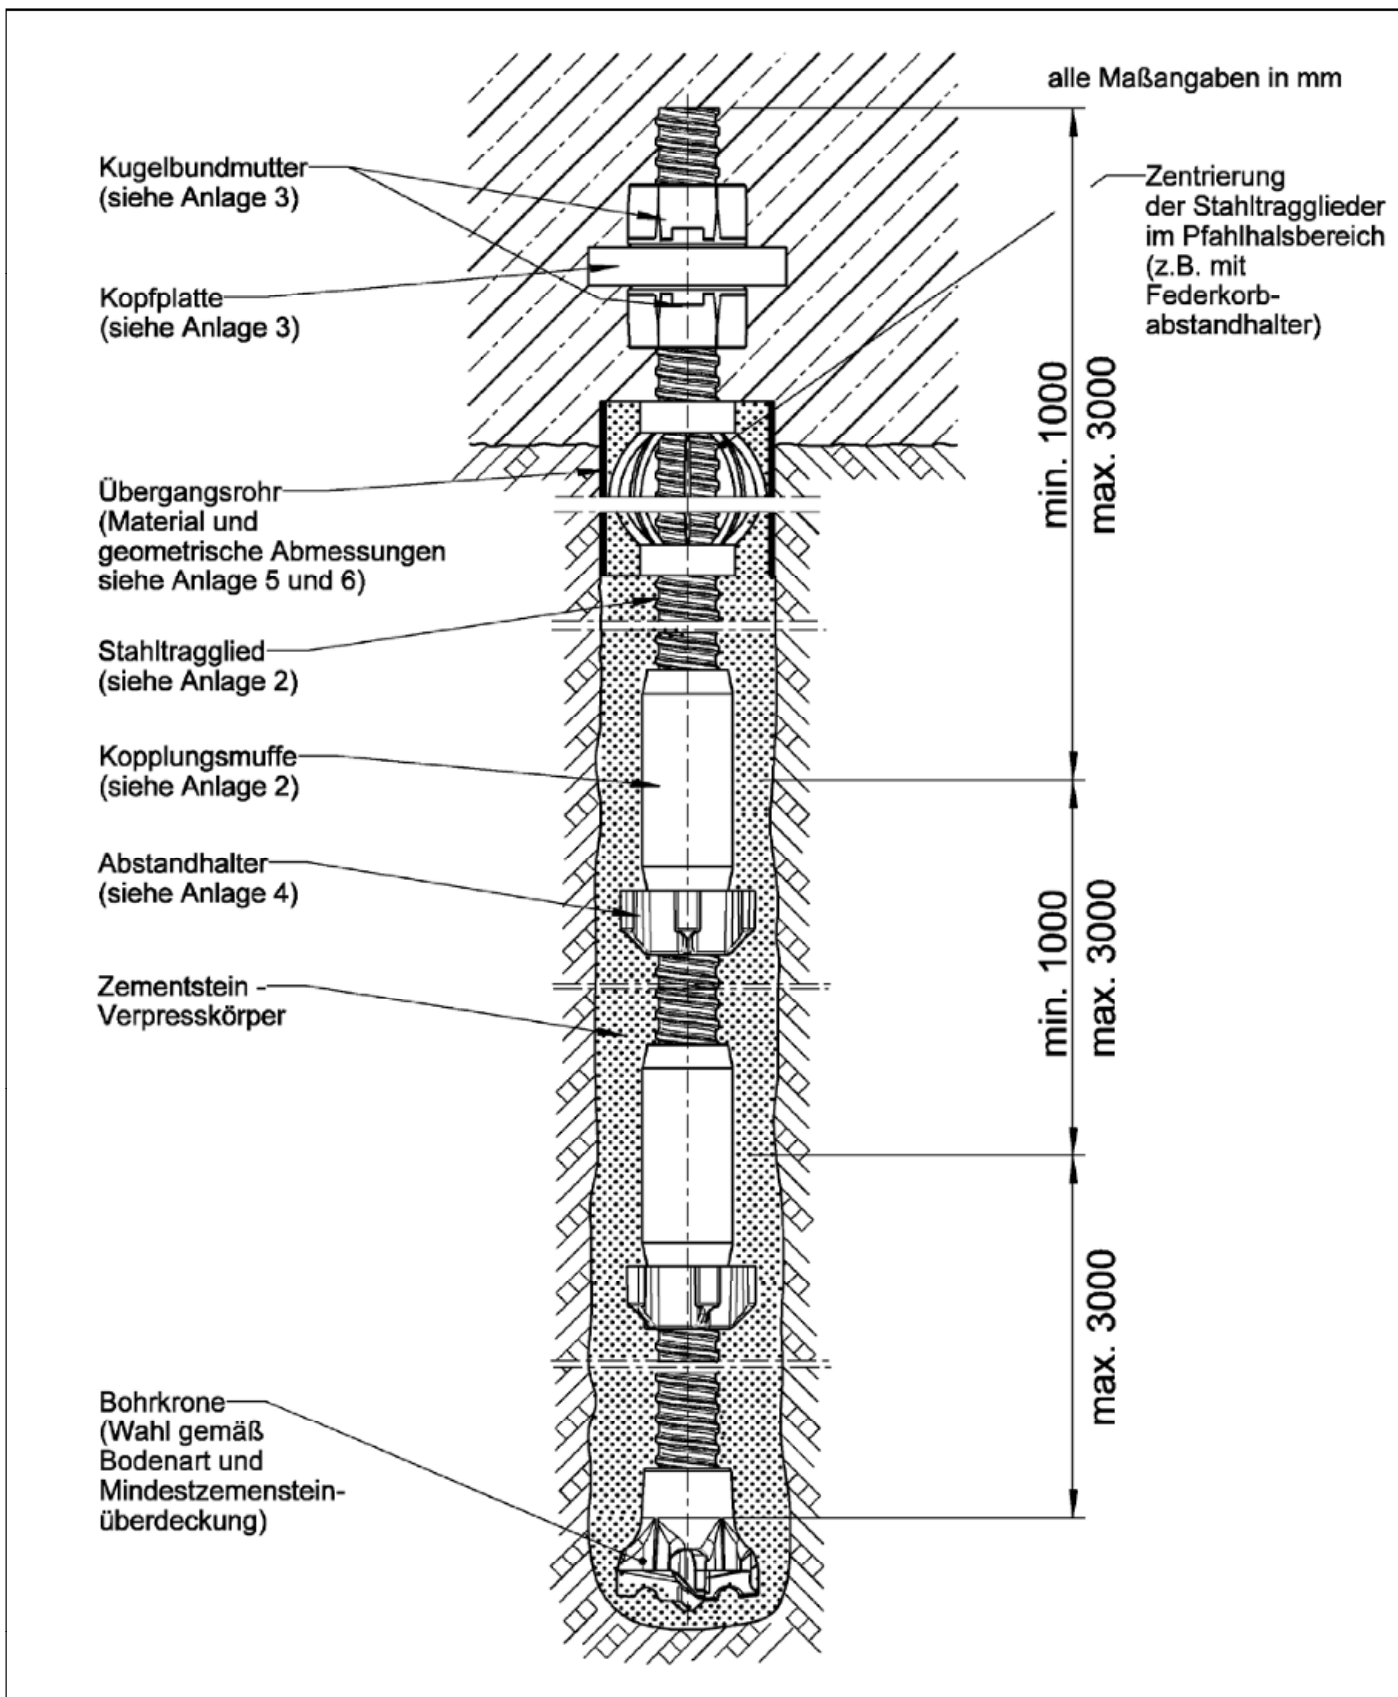 alle Maßangaben in mm
Kugelbundmutter
(siehe Anlage 3)
Zentrierung
der Stahltragglieder
im Pfahlhalsbereich
(z.B. mit
Federkorb-
abstandhalter)
Kopfplatte
(siehe Anlage 3)
min. 1000
max. 3000
Übergangsrohr
(Material und
geometrische Abmessungen
siehe Anlage 5 und 6)
Stahltragglied
(siehe Anlage 2)
Kopplungsmuffe
(siehe Anlage 2)
Abstandhalter
(siehe Anlage 4)
min. 1000
max. 3000
Zementstein -
Verpresskörper
max. 3000
Bohrkrone
(Wahl gemäß
Bodenart und
Mindestzemenstein-
überdeckung)